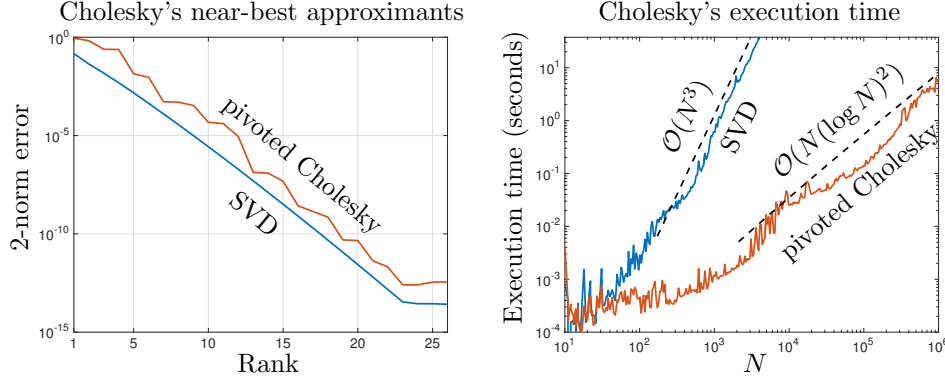 Cholesky's near-best approximants
2-norm error
10^0
10^-5
10^-10
10^-15
pivoted Cholesky
SVD
1
5
10
15
20
25
Rank
Cholesky's execution time
Execution time (seconds)
10^1
10^0
10^-1
10^-2
10^-3
10^-4
O(N^3)
SVD
O(N(log N)^2)
pivoted Cholesky
10^1
10^2
10^3
10^4
10^5
10^6
N